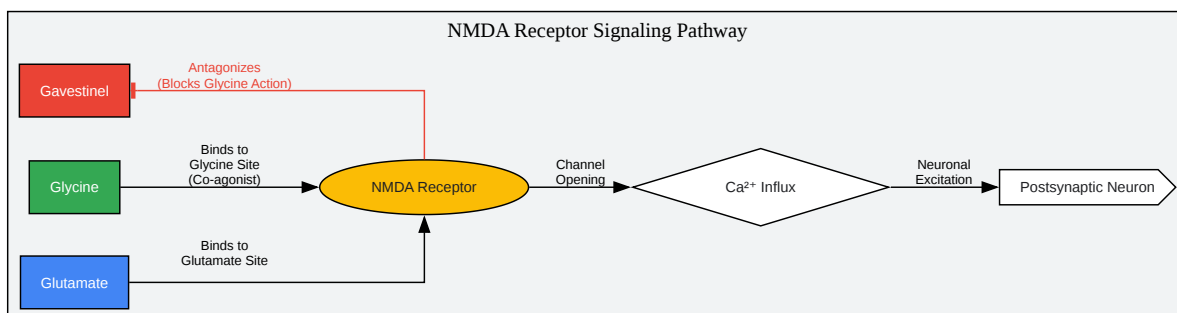 NMDA Receptor Signaling Pathway
Antagonizes
(Blocks Glycine Action)
Gavestinel
Binds to
Glycine Site
(Co-agonist)
Glycine
NMDA Receptor
Channel
Opening
Ca²⁺ Influx
Neuronal
Excitation
Postsynaptic Neuron
Binds to
Glutamate Site
Glutamate